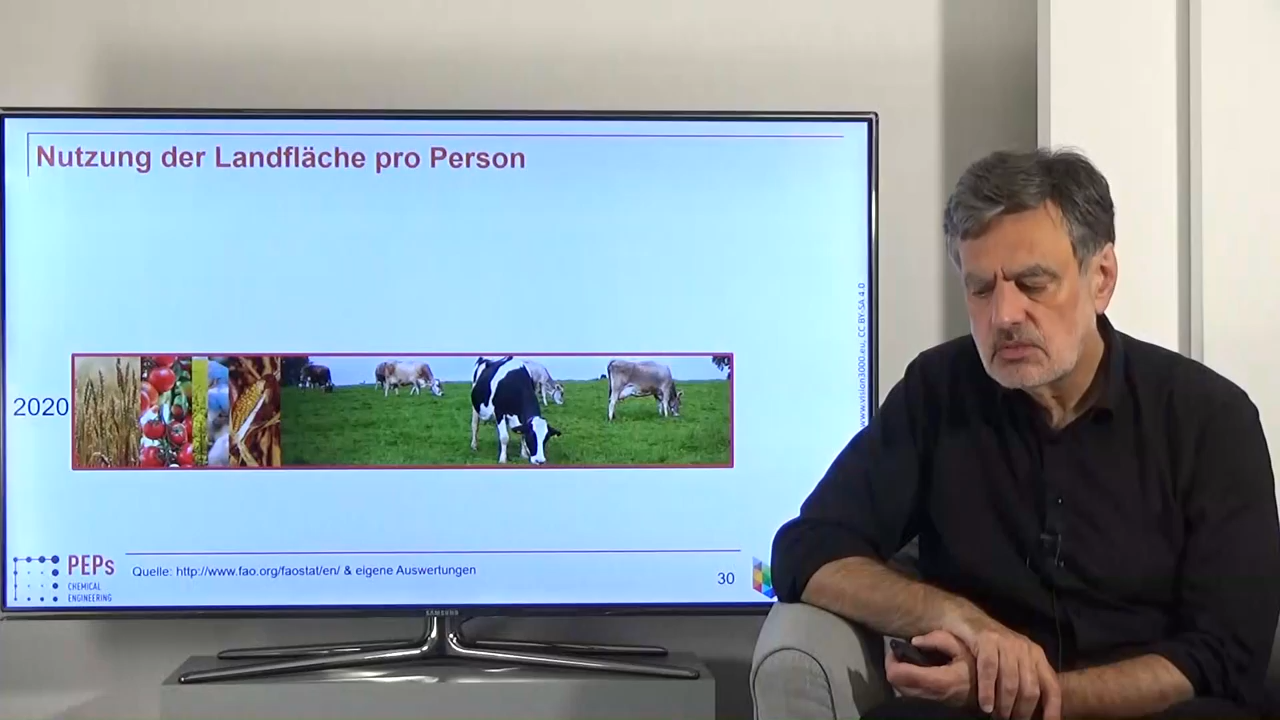 Nutzung der Landfläche pro Person
www.vision3000.eu, CC BY-SA 4.0
2020
PEPs
CHEMICAL
ENGINEERING
Quelle: http://www.fao.org/faostat/en/ & eigene Auswertungen
30
SAMSUNG